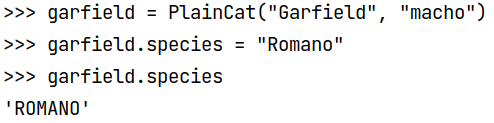 >>> garfield = PlainCat("Garfield", "macho")
>>> garfield.species = "Romano"
>>> garfield.species
'ROMANO'